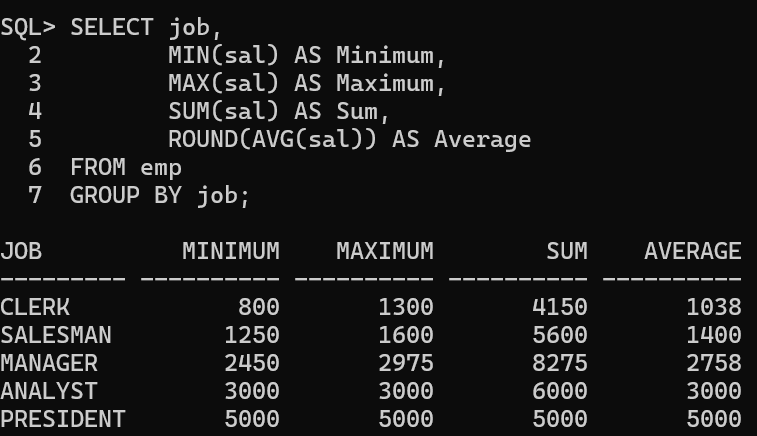 SQL> SELECT job,
  2         MIN(sal) AS Minimum,
  3         MAX(sal) AS Maximum,
  4         SUM(sal) AS Sum,
  5         ROUND(AVG(sal)) AS Average
  6  FROM emp
  7  GROUP BY job;

JOB          MINIMUM    MAXIMUM        SUM    AVERAGE
--------- ---------- ---------- ---------- ----------
CLERK            800       1300       4150       1038
SALESMAN        1250       1600       5600       1400
MANAGER         2450       2975       8275       2758
ANALYST         3000       3000       6000       3000
PRESIDENT       5000       5000       5000       5000